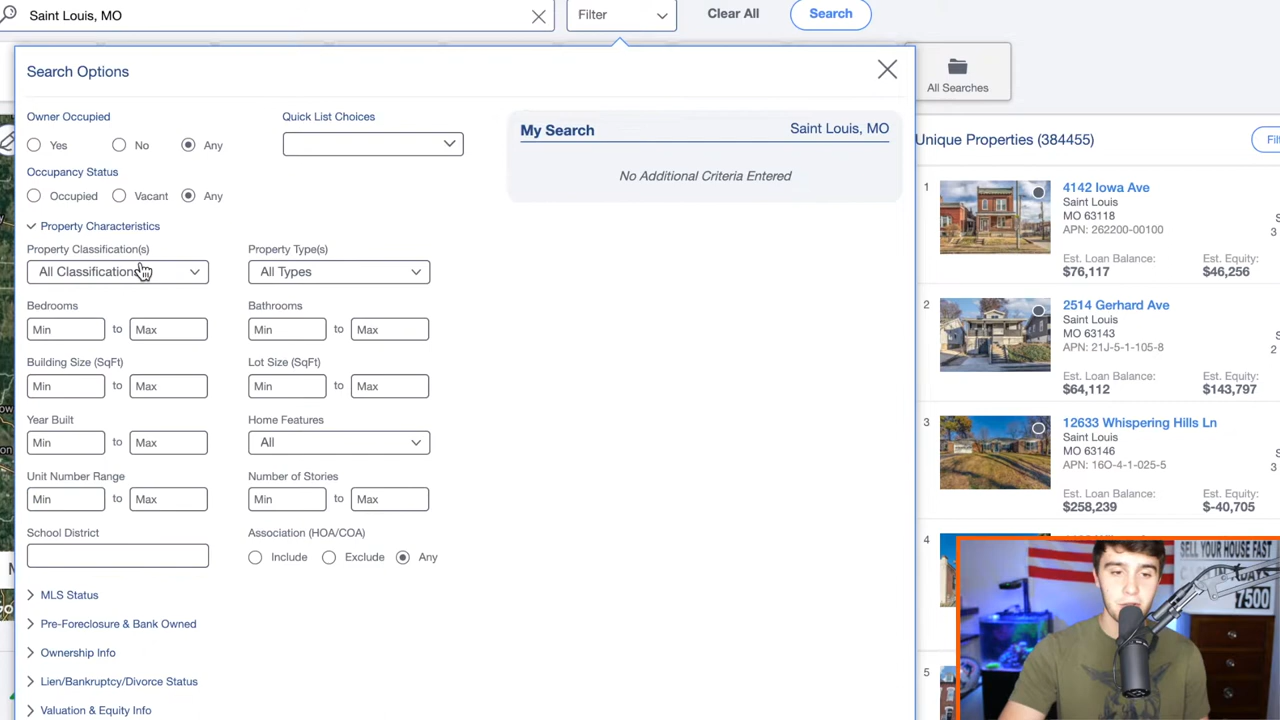 Saint Louis, MO
Filter
Clear All
Search
Search Options
All Searches
Owner Occupied
Yes
No
Any
Quick List Choices
Occupancy Status
Occupied
Vacant
Any
My Search
Saint Louis, MO
No Additional Criteria Entered
Property Characteristics
Property Classification(s)
All Classifications
Property Type(s)
All Types
Bedrooms
Min to Max
Bathrooms
Min to Max
Building Size (SqFt)
Min to Max
Lot Size (SqFt)
Min to Max
Year Built
Min to Max
Home Features
All
Unit Number Range
Min to Max
Number of Stories
Min to Max
School District
Association (HOA/COA)
Include
Exclude
Any
MLS Status
Pre-Foreclosure & Bank Owned
Ownership Info
Lien/Bankruptcy/Divorce Status
Valuation & Equity Info
Unique Properties (384455)
1
4142 Iowa Ave
Saint Louis
MO 63118
APN: 262200-00100
3
Est. Loan Balance:
$76,117
Est. Equity:
$46,256
2
2514 Gerhard Ave
Saint Louis
MO 63143
APN: 21J-5-1-105-8
2
Est. Loan Balance:
$64,112
Est. Equity:
$143,797
3
12633 Whispering Hills Ln
Saint Louis
MO 63146
APN: 16O-4-1-025-5
3
Est. Loan Balance:
$258,239
Est. Equity:
$-40,705
4
5
SELL YOUR HOUSE FAST
7500